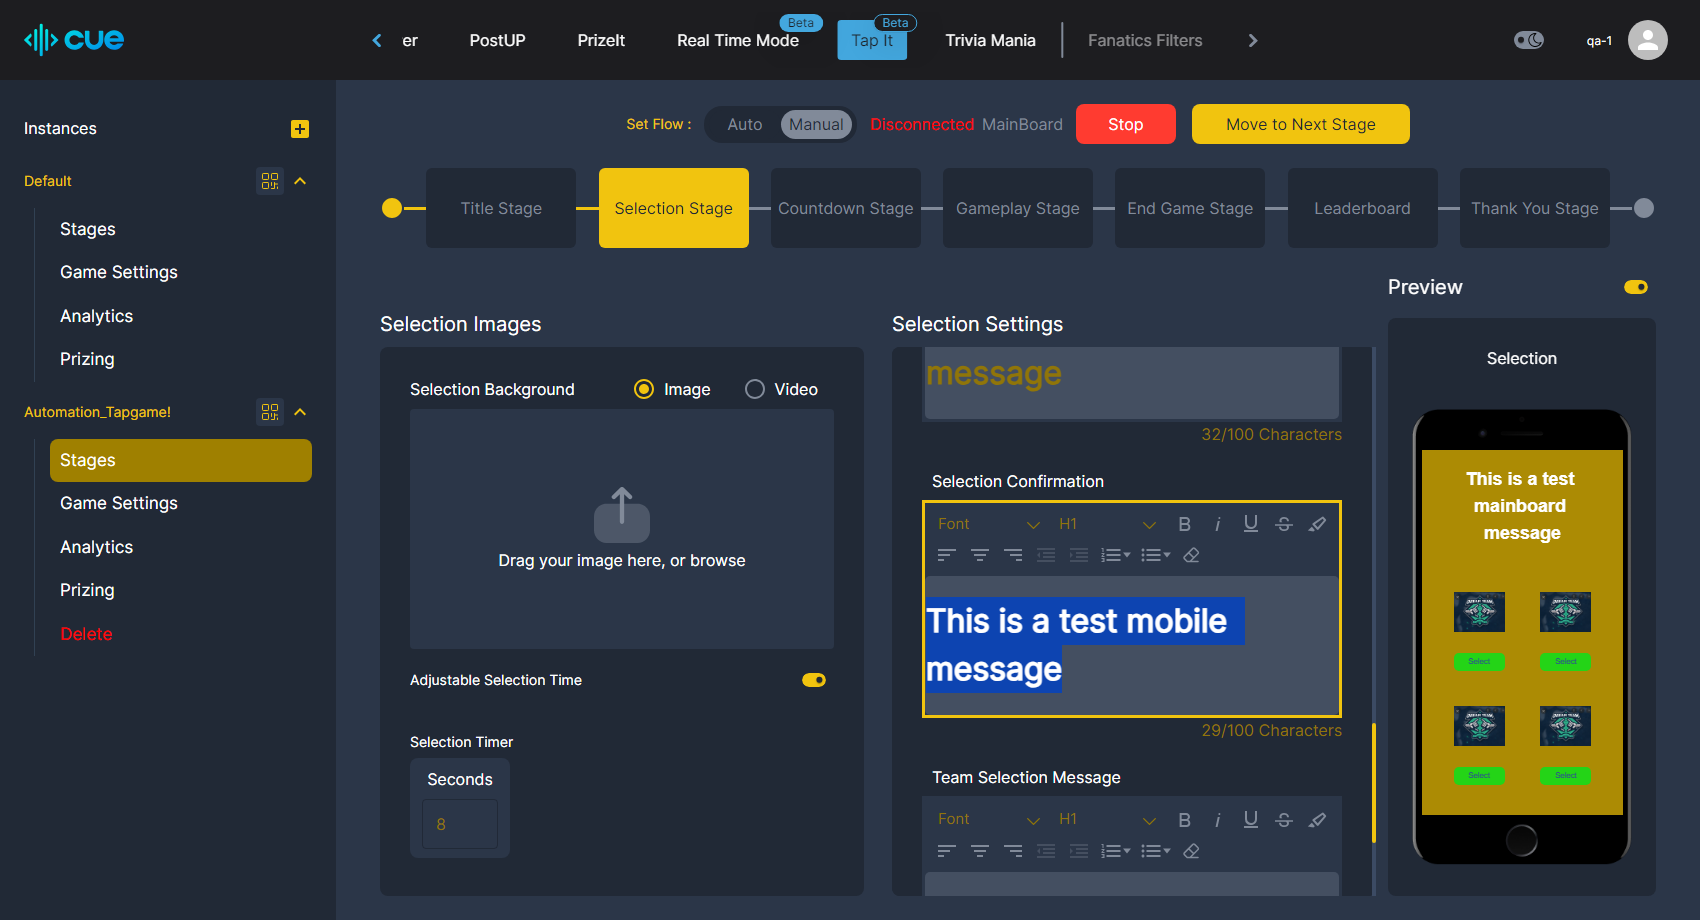 cue
er
PostUP
PrizeIt
Real Time Mode
Beta
Tap It
Beta
Trivia Mania
Fanatics Filters
qa-1
Instances
Default
Stages
Game Settings
Analytics
Prizing
Automation_Tapgame!
Stages
Game Settings
Analytics
Prizing
Delete
Set Flow :
Auto
Manual
Disconnected MainBoard
Stop
Move to Next Stage
Title Stage
Selection Stage
Countdown Stage
Gameplay Stage
End Game Stage
Leaderboard
Thank You Stage
Selection Images
Selection Background
Image
Video
Drag your image here, or browse
Adjustable Selection Time
Selection Timer
Seconds
8
Selection Settings
message
32/100 Characters
Selection Confirmation
Font
H1
This is a test mobile
message
29/100 Characters
Team Selection Message
Font
H1
Preview
Selection
This is a test
mainboard
message
Select
Select
Select
Select